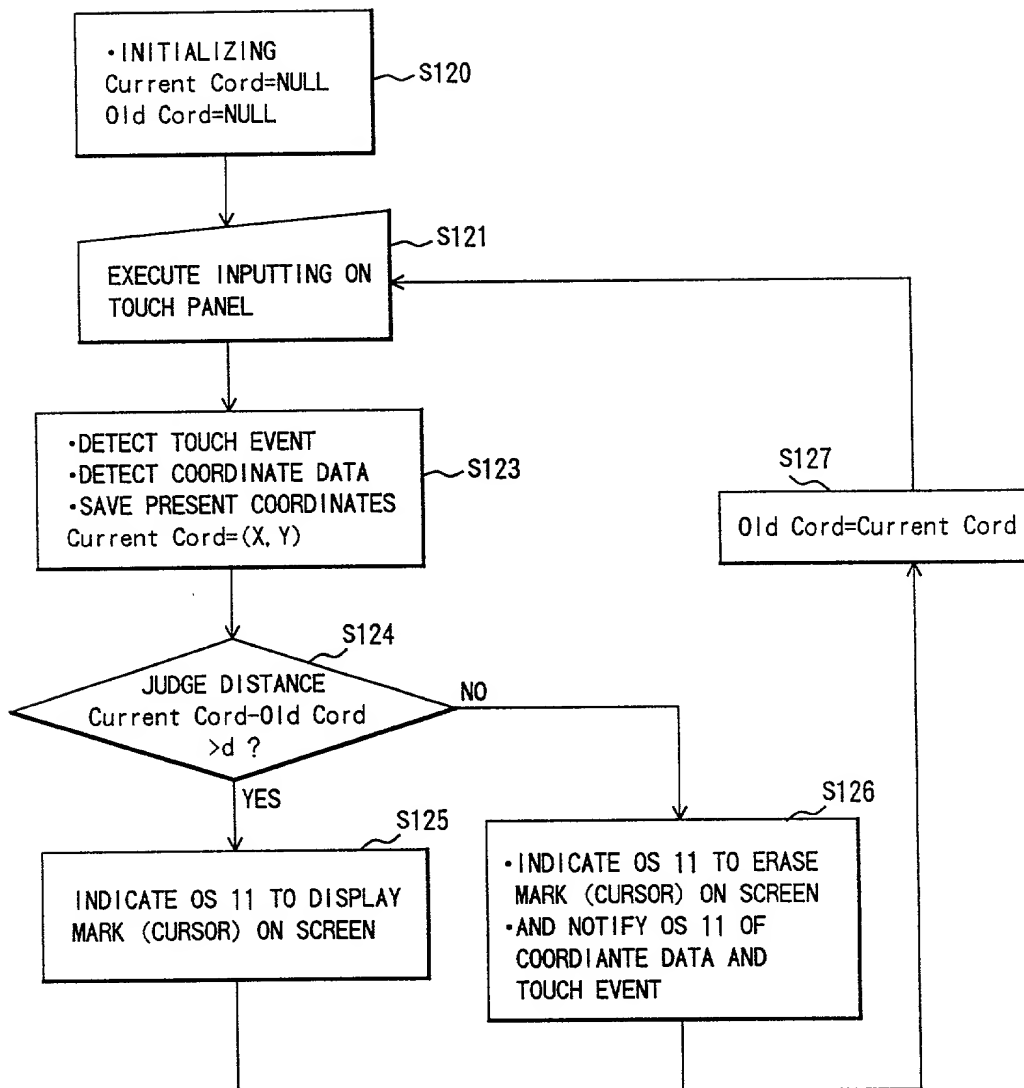 ・INITIALIZING
Current Cord=NULL
Old Cord=NULL
S120
S121
EXECUTE INPUTTING ON
TOUCH PANEL
・DETECT TOUCH EVENT
・DETECT COORDINATE DATA
・SAVE PRESENT COORDINATES
Current Cord=(X,Y)
S123
S127
Old Cord=Current Cord
S124
JUDGE DISTANCE
Current Cord-Old Cord
>d ?
NO
YES
S125
INDICATE OS 11 TO DISPLAY
MARK (CURSOR) ON SCREEN
S126
・INDICATE OS 11 TO ERASE
MARK (CURSOR) ON SCREEN
・AND NOTIFY OS 11 OF
COORDIANTE DATA AND
TOUCH EVENT